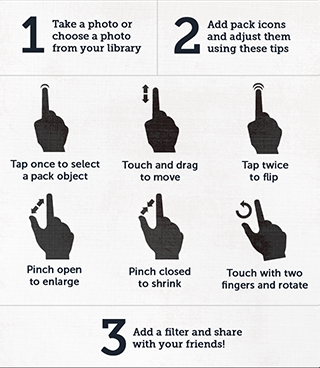 1
Take a photo or
choose a photo
from your library
2
Add pack icons
and adjust them
using these tips
Tap once to select
a pack object
Touch and drag
to move
Tap twice
to flip
Pinch open
to enlarge
Pinch closed
to shrink
Touch with two
fingers and rotate
3
Add a filter and share
with your friends!